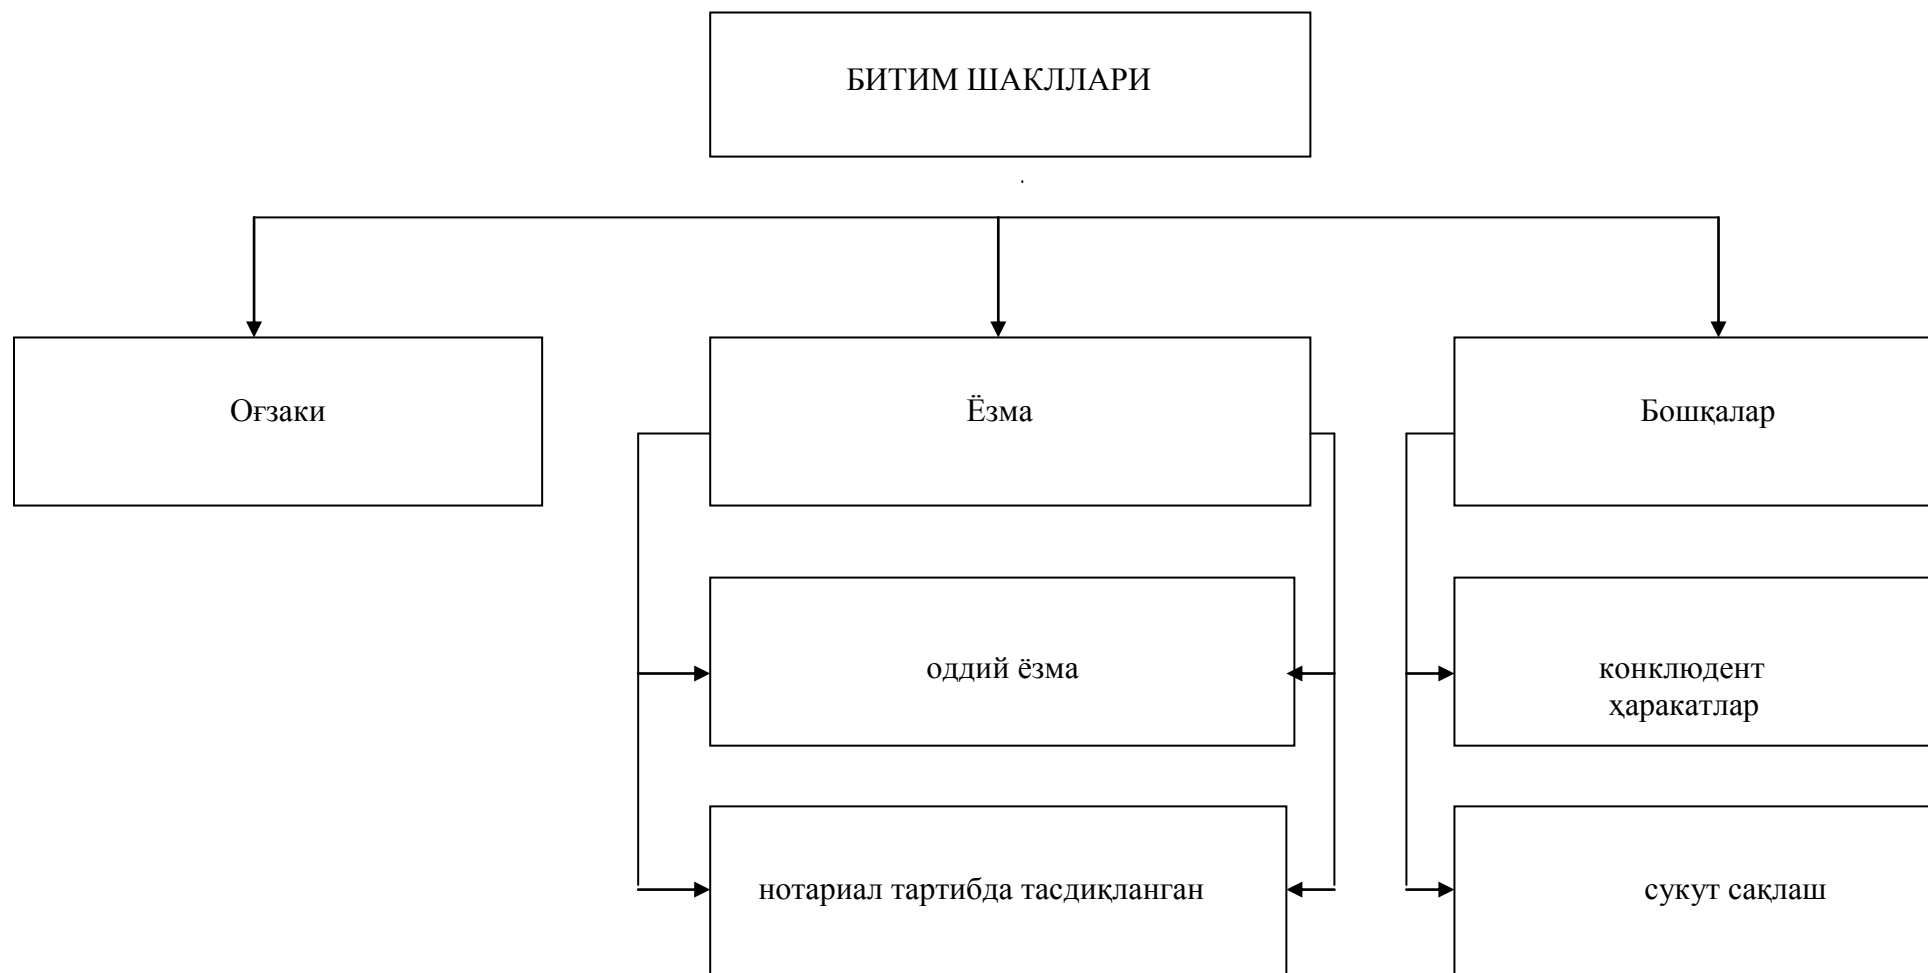 БИТИМ ШАКЛЛАРИ
Оғзаки
Ёзма
Бошқалар
оддий ёзма
конклюдент
ҳаракатлар
нотариал тартибда тасдиқланган
сукут сақлаш